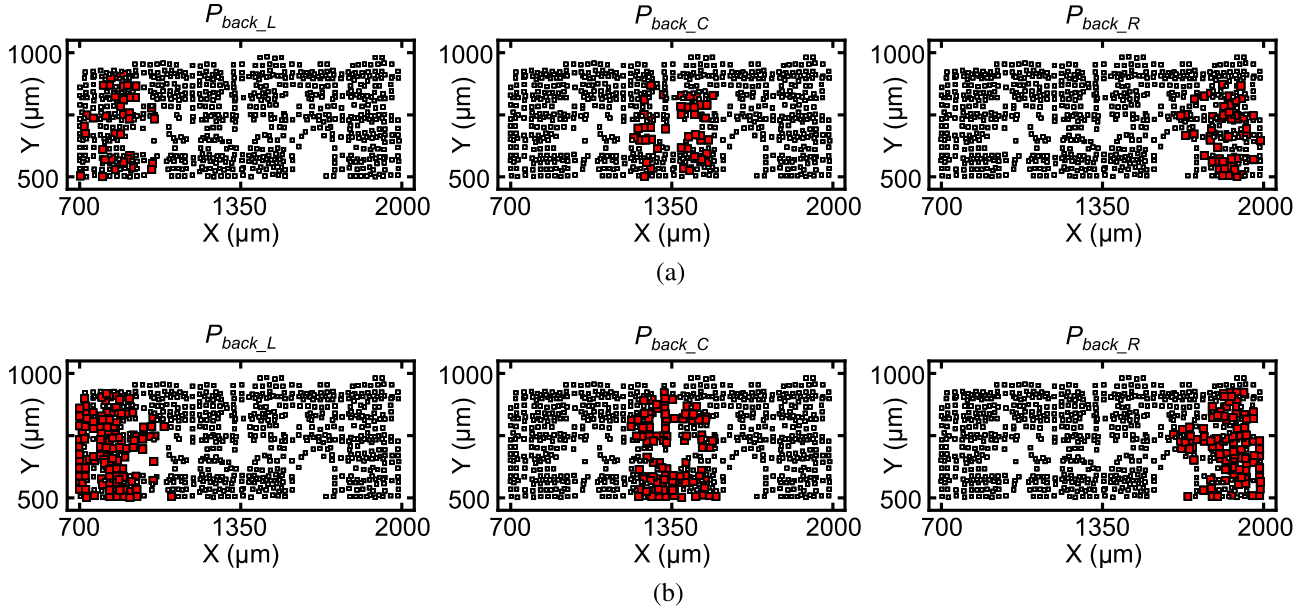 P_back_L P_back_C P_back_R
1000 1000 1000
Y (µm) Y (µm) Y (µm)
500 500 500
700 1350 2000 700 1350 2000 700 1350 2000
X (µm) X (µm) X (µm)
(a)
P_back_L P_back_C P_back_R
1000 1000 1000
Y (µm) Y (µm) Y (µm)
500 500 500
700 1350 2000 700 1350 2000 700 1350 2000
X (µm) X (µm) X (µm)
(b)